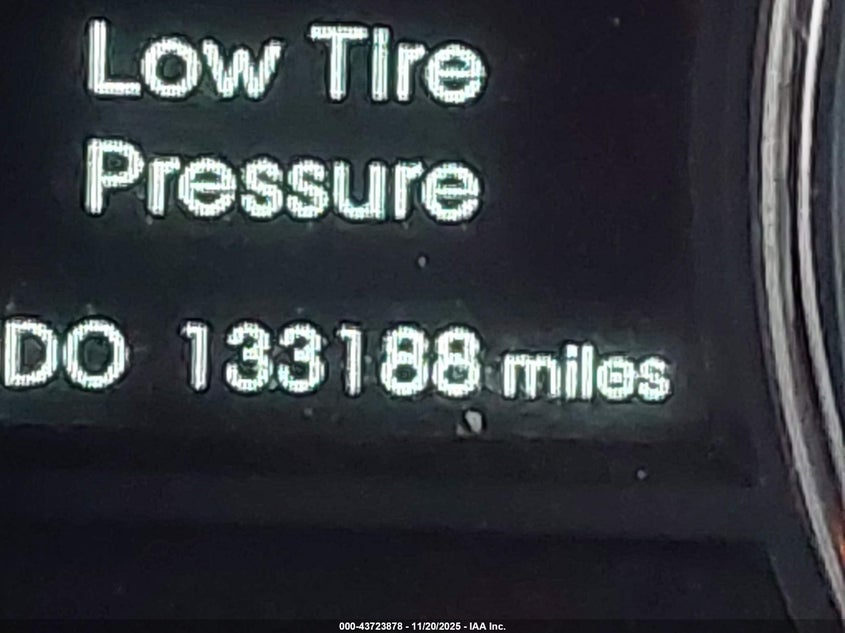 Low Tire
Pressure
DO 133188 miles
000-43723878 - 11/20/2025 - IAA Inc.